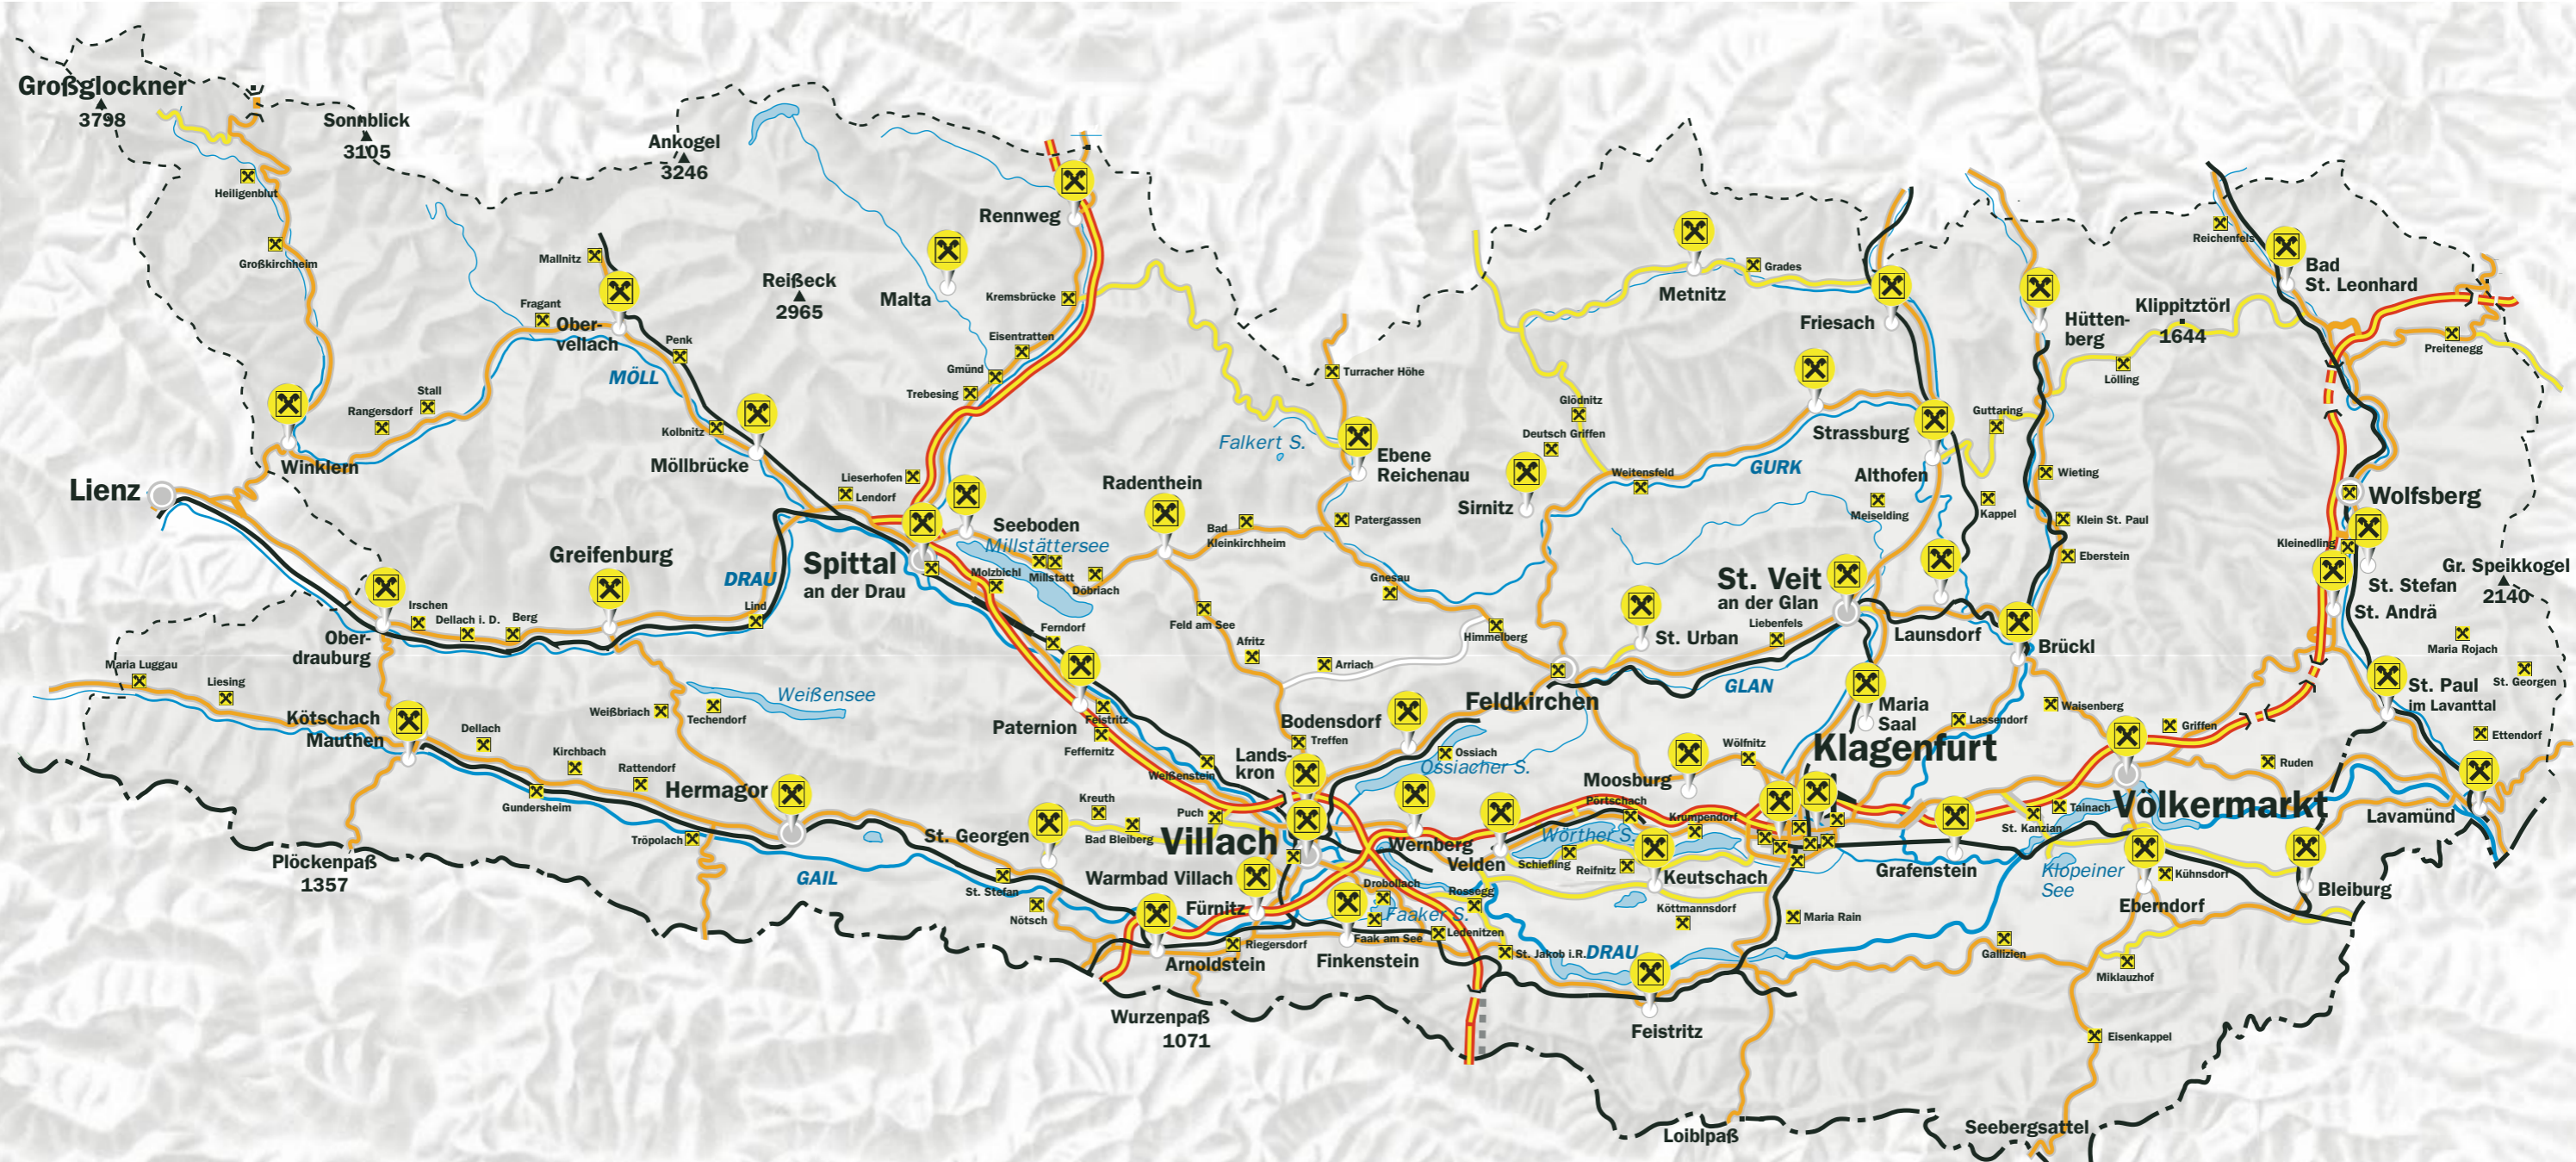 Großglockner
3798
Sonnblick
3105
Ankogel
3246
Heiligenblut
Großkirchheim
Mallnitz
Fragant
Ober-
vellach
Penk
MÖLL
Reißeck
2965
Malta
Rennweg
Kremsbrücke
Eisentratten
Gmünd
Trebesing
Stall
Rangersdorf
Winklern
Kolbnitz
Möllbrücke
Lienz
Lieserhofen
Lendorf
Seeboden
Millstättersee
Spittal
an der Drau
Molzbichl
Millstatt
Döbriach
Radenthein
Bad
Kleinkirchheim
Falkert S.
Turracher Höhe
Ebene
Reichenau
Patergassen
Gnesau
Feld am See
Afritz
Arriach
Himmelberg
Greifenburg
DRAU
Lind
Irschen
Dellach i. D.
Berg
Ober-
drauburg
Maria Luggau
Liesing
Kötschach
Mauthen
Dellach
Kirchbach
Rattendorf
Gundersheim
Weißbriach
Techendorf
Weißensee
Hermagor
Tröpolach
GAIL
Plöckenpaß
1357
Ferndorf
Paternion
Feistritz
Feffernitz
Weißenstein
Kreuth
Bad Bleiberg
Puch
St. Georgen
St. Stefan
Nötsch
Villach
Warmbad Villach
Fürnitz
Arnoldstein
Riegersdorf
Wurzenpaß
1071
Lands-
kron
Treffen
Bodensdorf
Ossiach
Ossiacher S.
Feldkirchen
Wernberg
Velden
Drobollach
Faaker S.
Faak am See
Finkenstein
Ledenitzen
Rossegg
St. Jakob i.R.
DRAU
Feistritz
Metnitz
Grades
Friesach
Glödnitz
Deutsch Griffen
Sirnitz
Weitensfeld
GURK
Strassburg
Althofen
Meiselding
Guttaring
Kappel
Hütten-
berg
Klippitztörl
1644
Lölling
Wieting
Klein St. Paul
Eberstein
St. Veit
an der Glan
Liebenfels
St. Urban
GLAN
Launsdorf
Brückl
Maria
Saal
Lassendorf
Waisenberg
Klagenfurt
Moosburg
Wölfnitz
Pörtschach
Krumpendorf
Wörther S.
Schiefling
Reifnitz
Keutschach
Köttmannsdorf
Maria Rain
Grafenstein
St. Kanzian
Tainach
Völkermarkt
Griffen
Ruden
Klopeiner
See
Kühnsdorf
Eberndorf
Bleiburg
Gallizien
Miklauzhof
Eisenkappel
Loiblpaß
Seebergsattel
Reichenfels
Bad
St. Leonhard
Preitenegg
Wolfsberg
Kleinedling
St. Stefan
St. Andrä
Gr. Speikkogel
2140
Maria Rojach
St. Georgen
St. Paul
im Lavanttal
Ettendorf
Lavamünd